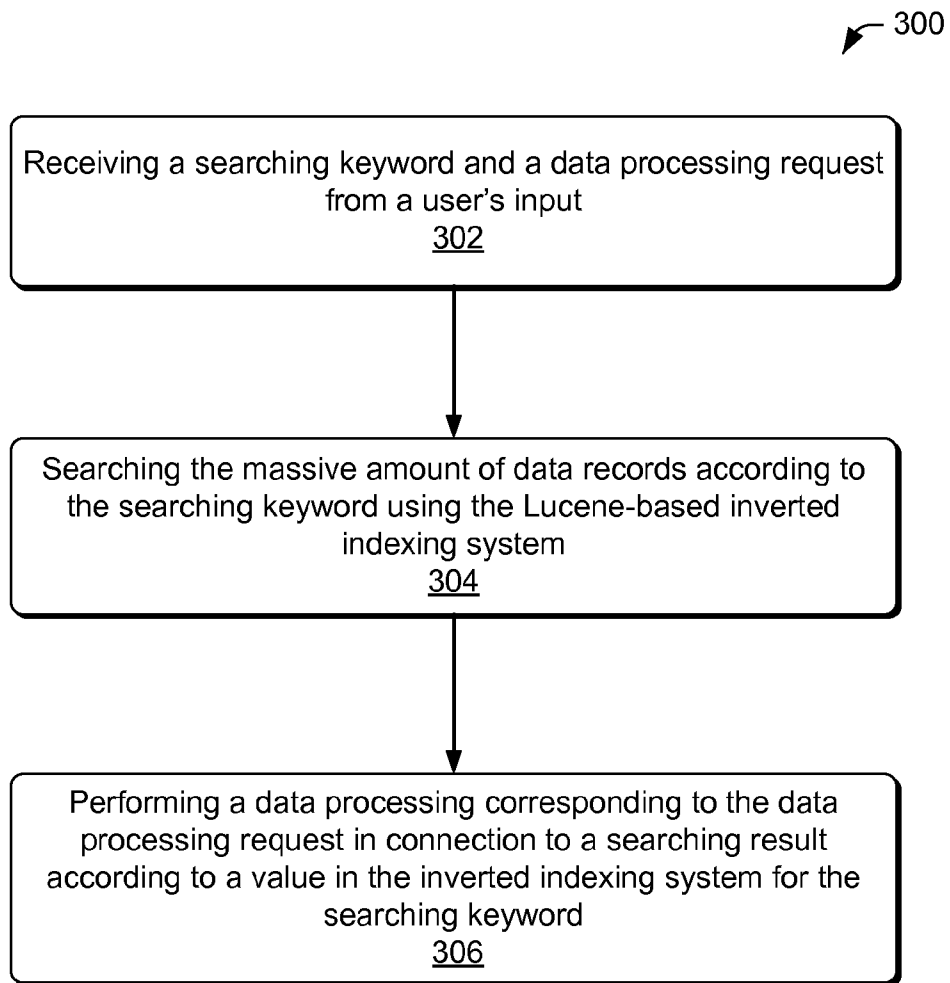 300
Receiving a searching keyword and a data processing request
from a user's input
302
Searching the massive amount of data records according to
the searching keyword using the Lucene-based inverted
indexing system
304
Performing a data processing corresponding to the data
processing request in connection to a searching result
according to a value in the inverted indexing system for the
searching keyword
306